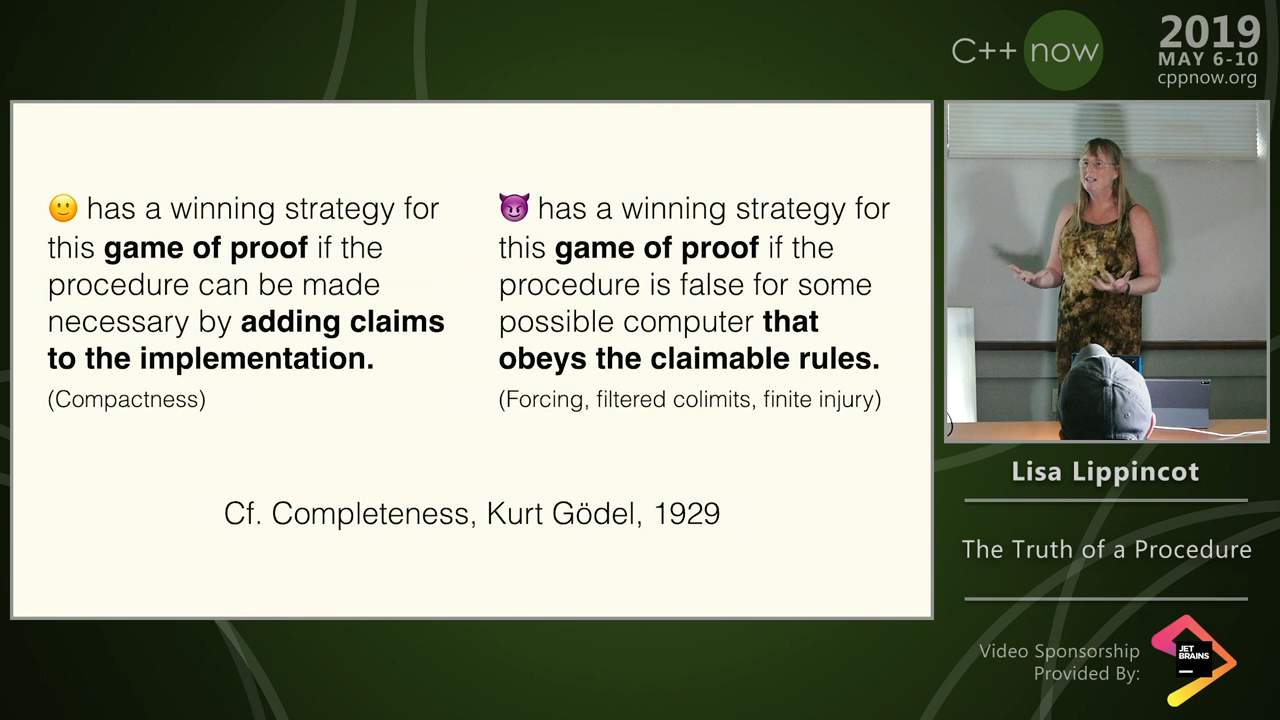 C++ now
2019
MAY 6-10
cppnow.org
🙂 has a winning strategy for
this game of proof if the
procedure can be made
necessary by adding claims
to the implementation.
(Compactness)
😈 has a winning strategy for
this game of proof if the
procedure is false for some
possible computer that
obeys the claimable rules.
(Forcing, filtered colimits, finite injury)
Cf. Completeness, Kurt Gödel, 1929
Lisa Lippincot
The Truth of a Procedure
Video Sponsorship
Provided By:
JET
BRAINS